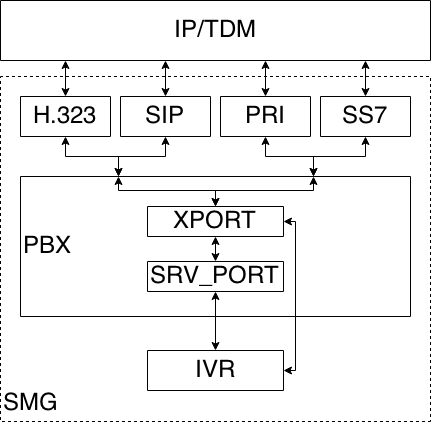 IP/TDM
H.323
SIP
PRI
SS7
XPORT
PBX
SRV_PORT
IVR
SMG